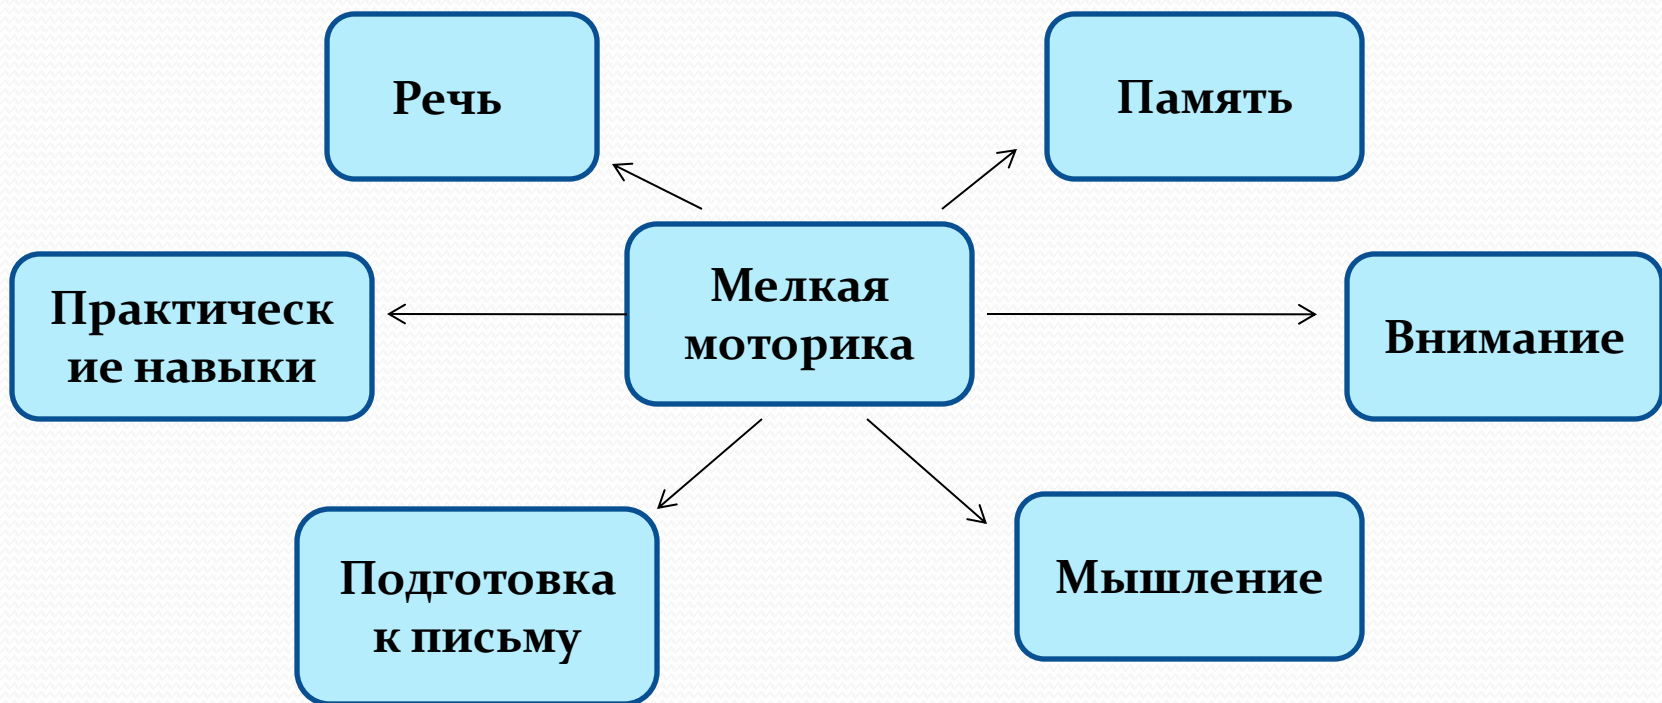 Речь
Память
Мелкая
моторика
Практическ
ие навыки
Внимание
Подготовка
к письму
Мышление